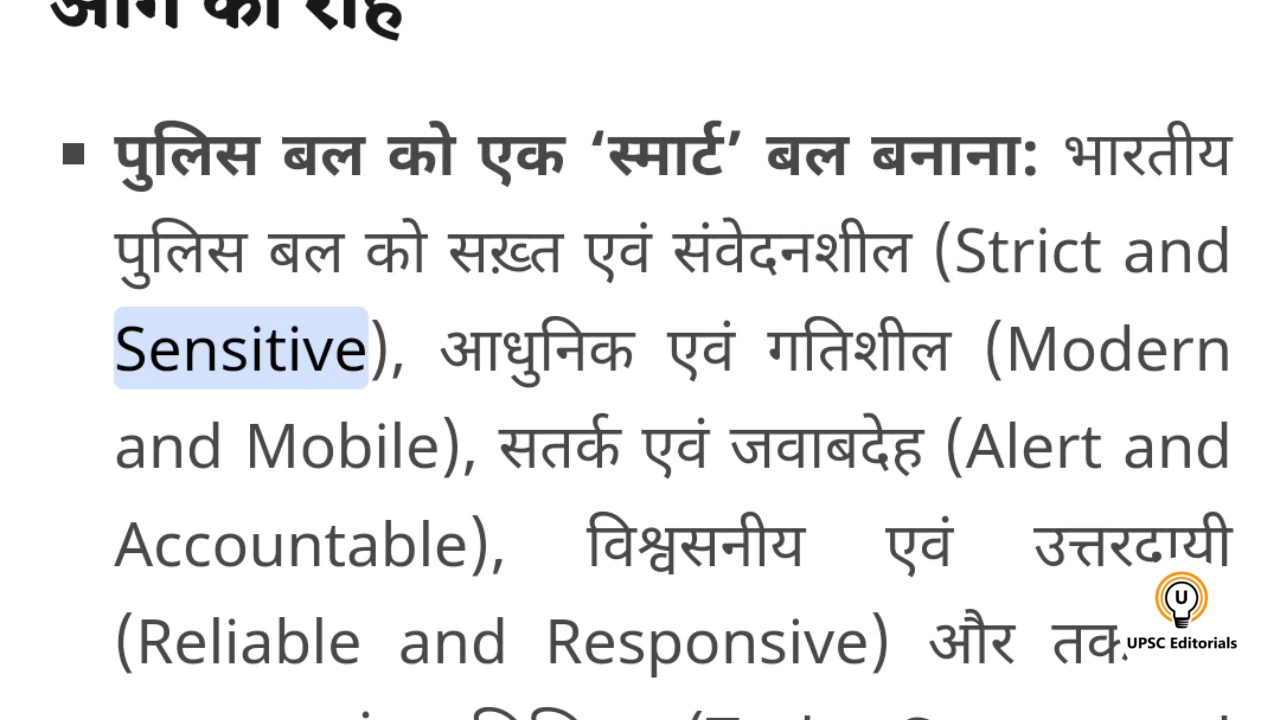 आगे की राह
▪ पुलिस बल को एक ‘स्मार्ट’ बल बनाना: भारतीय
पुलिस बल को सख़्त एवं संवेदनशील (Strict and
Sensitive), आधुनिक एवं गतिशील (Modern
and Mobile), सतर्क एवं जवाबदेह (Alert and
Accountable), विश्वसनीय एवं उत्तरदायी
(Reliable and Responsive) और
UPSC Editorials